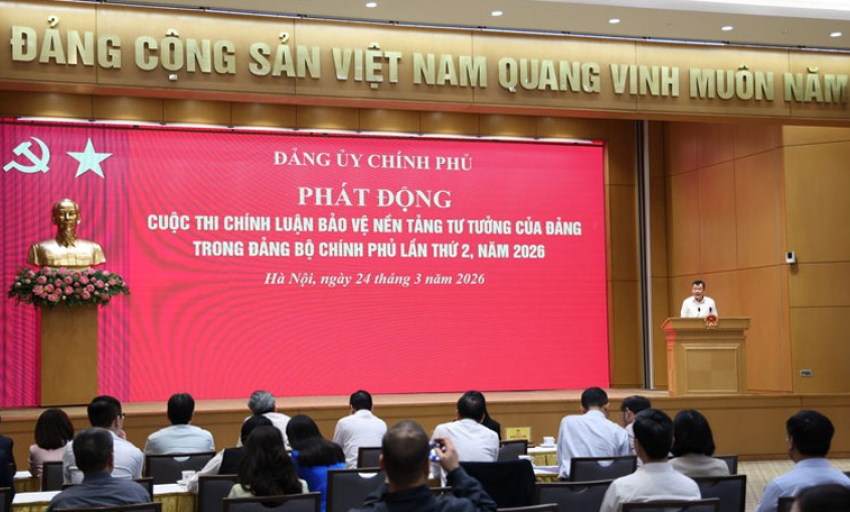 ĐẢNG CỘNG SẢN VIỆT NAM QUANG VINH MUÔN NĂM
ĐẢNG ỦY CHÍNH PHỦ
PHÁT ĐỘNG
CUỘC THI CHÍNH LUẬN BẢO VỆ NỀN TẢNG TƯ TƯỞNG CỦA ĐẢNG
TRONG ĐẢNG BỘ CHÍNH PHỦ LẦN THỨ 2, NĂM 2026
Hà Nội, ngày 24 tháng 3 năm 2026